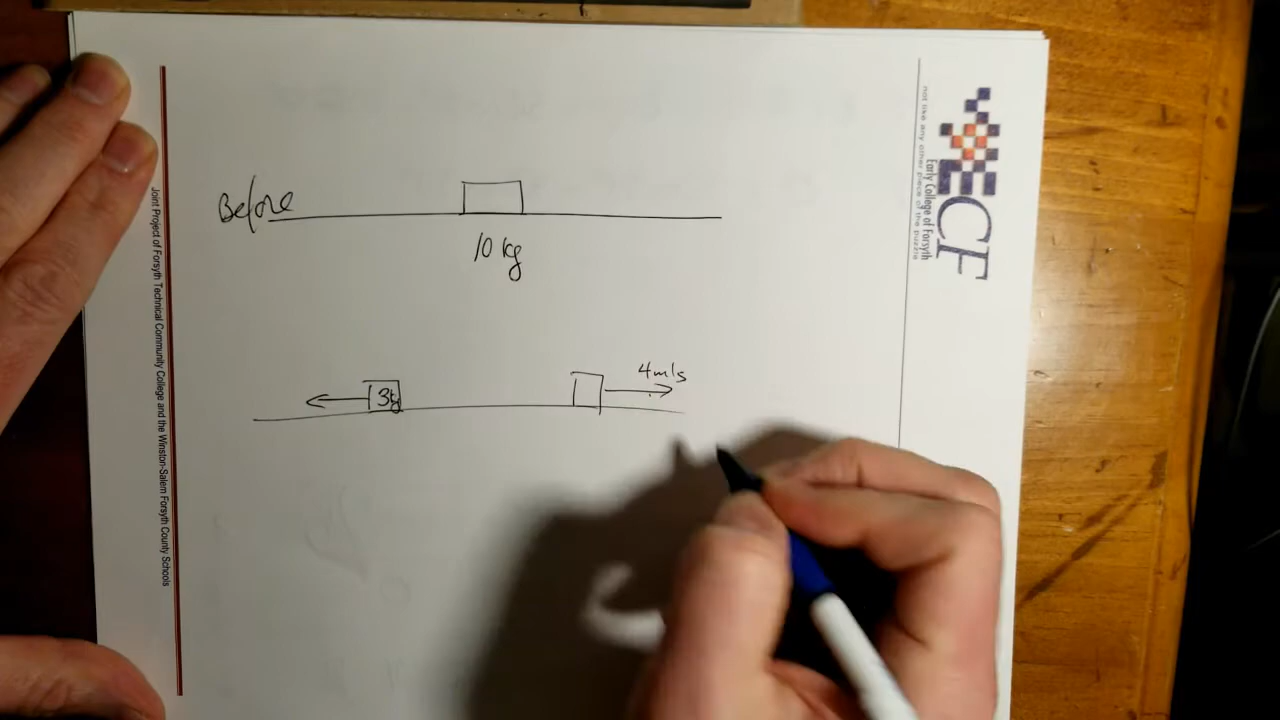 Before
10 kg
3kg
4m/s
ECF
Early College of Forsyth
not like any other piece of the puzzle
Joint Project of Forsyth Technical Community College and the Winston-Salem Forsyth County Schools